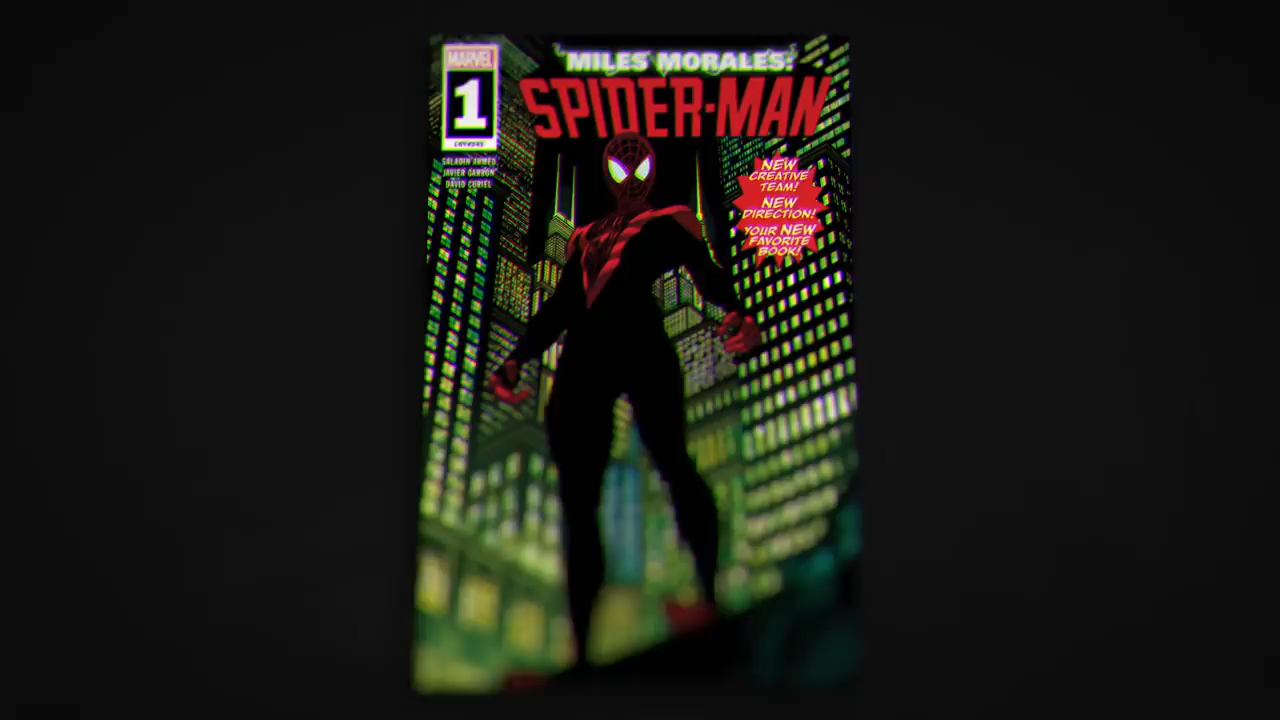 MARVEL
1
MILES MORALES:
SPIDER-MAN
SALADIN AHMED
JAVIER GARRÓN
DAVID CURIEL
NEW
CREATIVE
TEAM!
NEW
DIRECTION!
YOUR NEW
FAVORITE
BOOK!